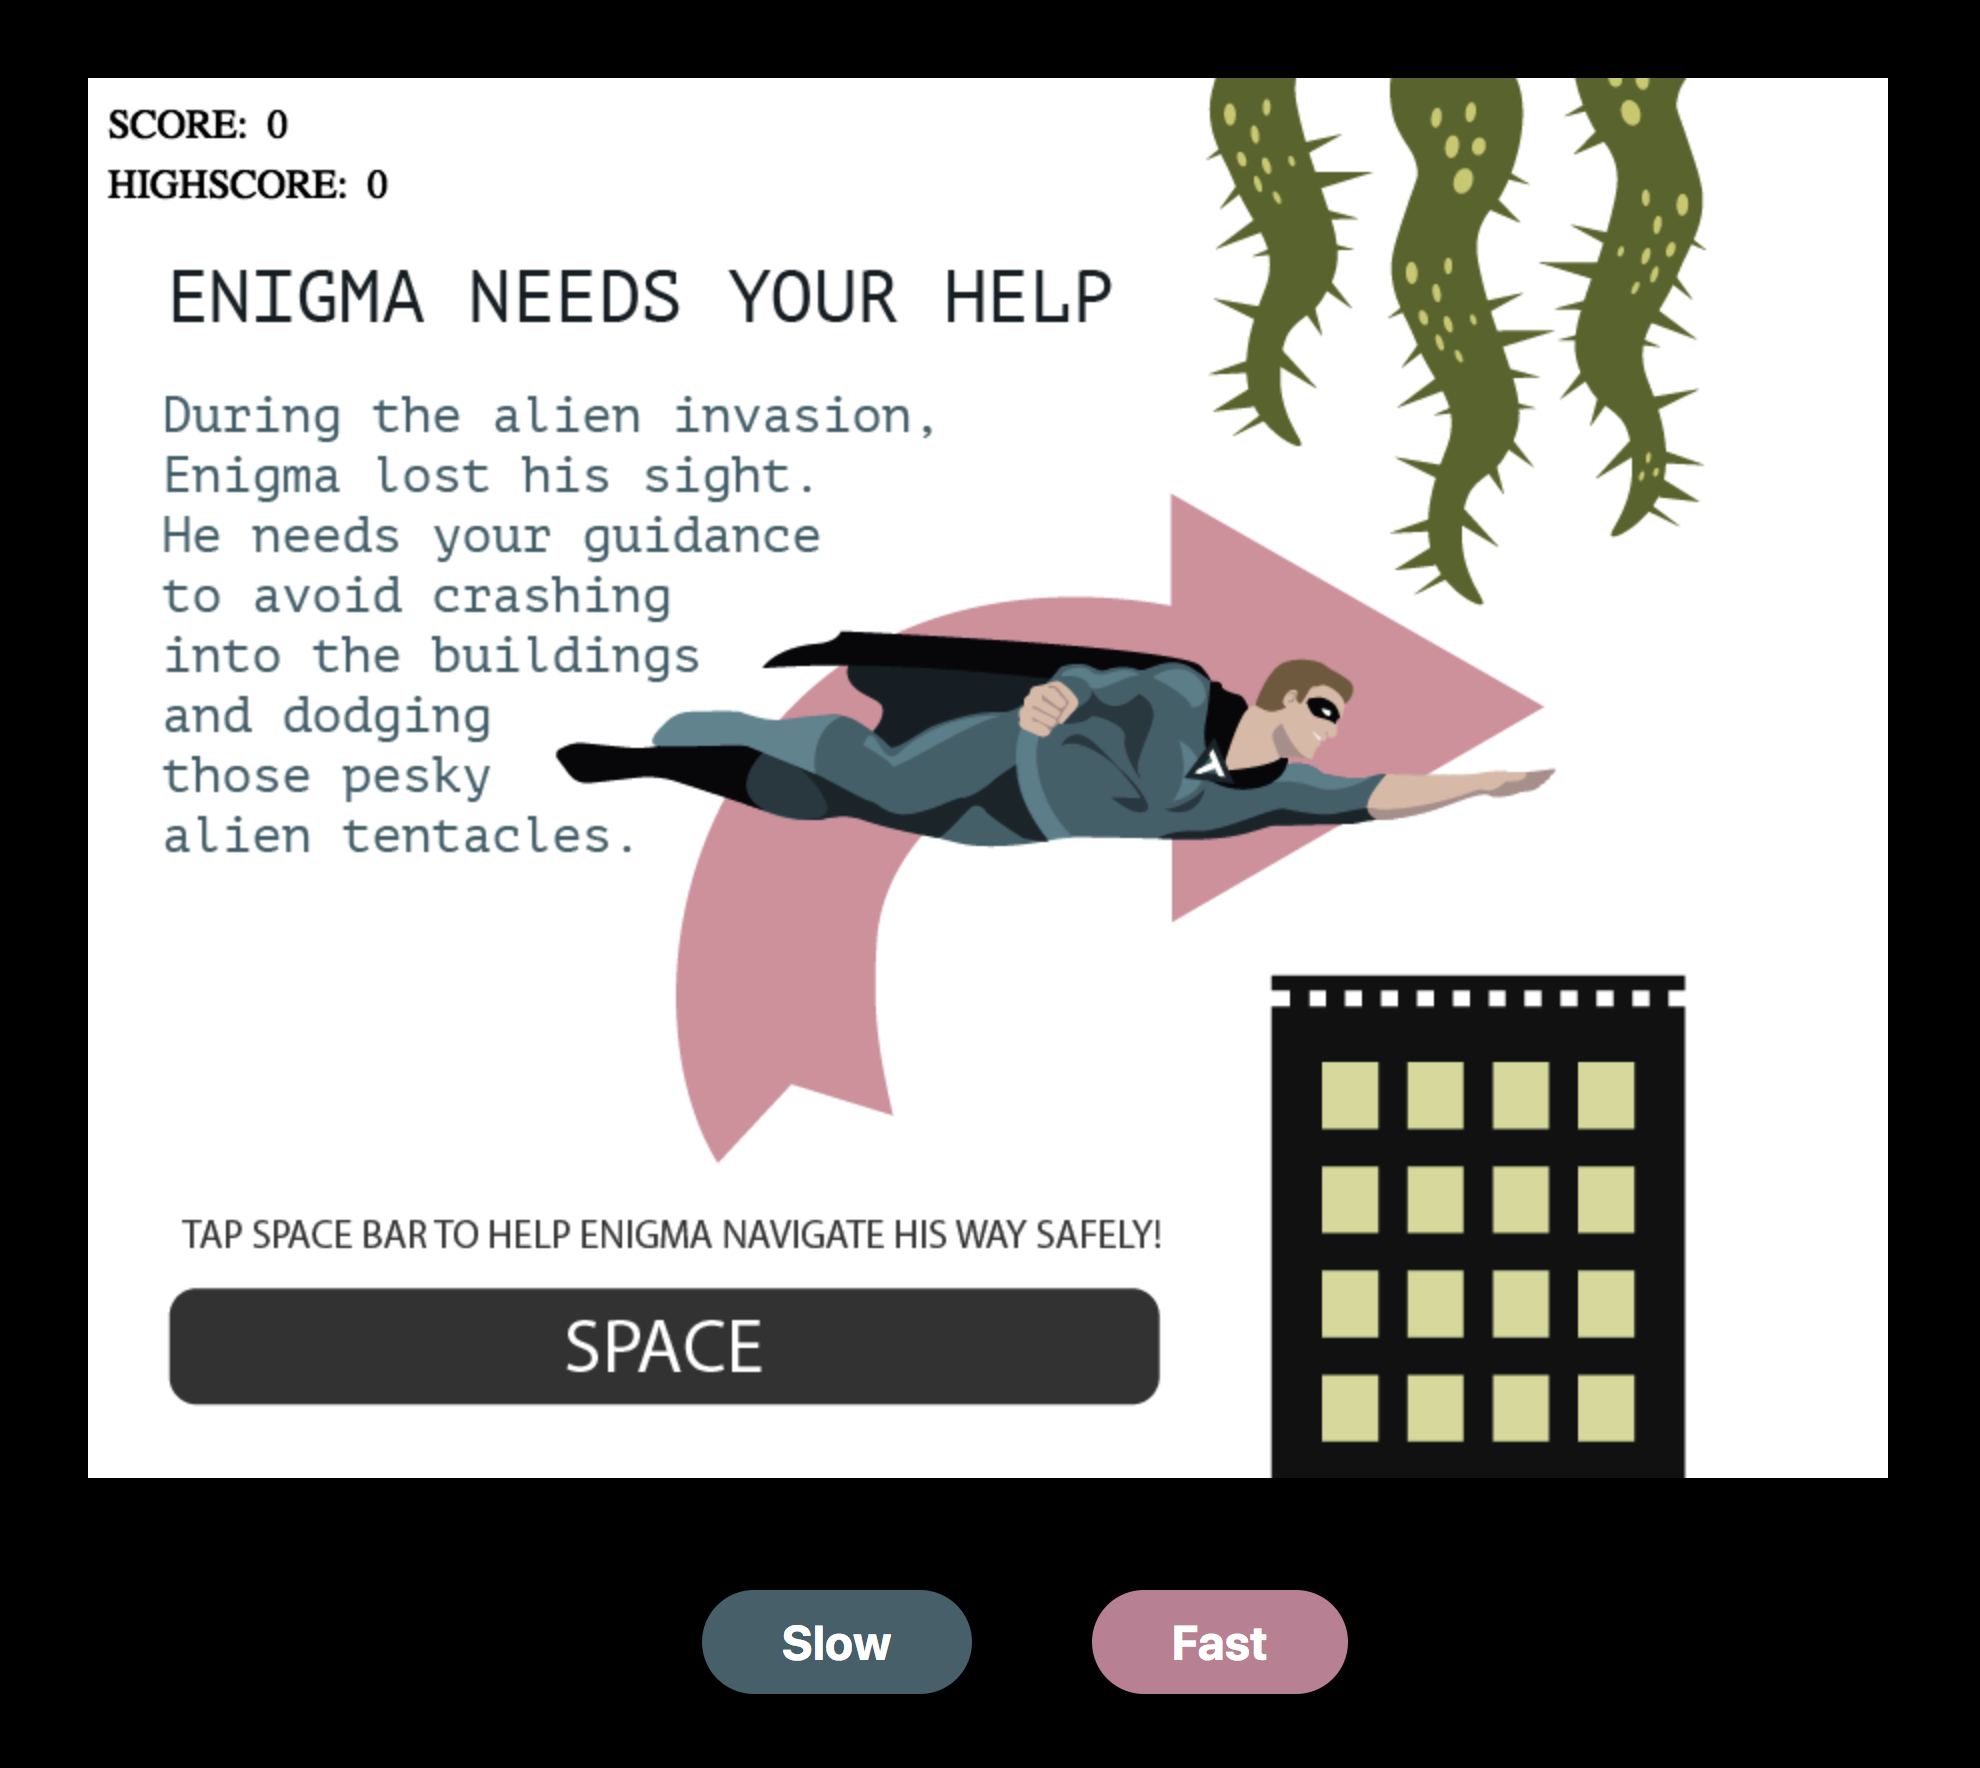 SCORE: 0
HIGHSCORE: 0
ENIGMA NEEDS YOUR HELP
During the alien invasion,
Enigma lost his sight.
He needs your guidance
to avoid crashing
into the buildings
and dodging
those pesky
alien tentacles.
TAP SPACE BAR TO HELP ENIGMA NAVIGATE HIS WAY SAFELY!
SPACE
Slow
Fast